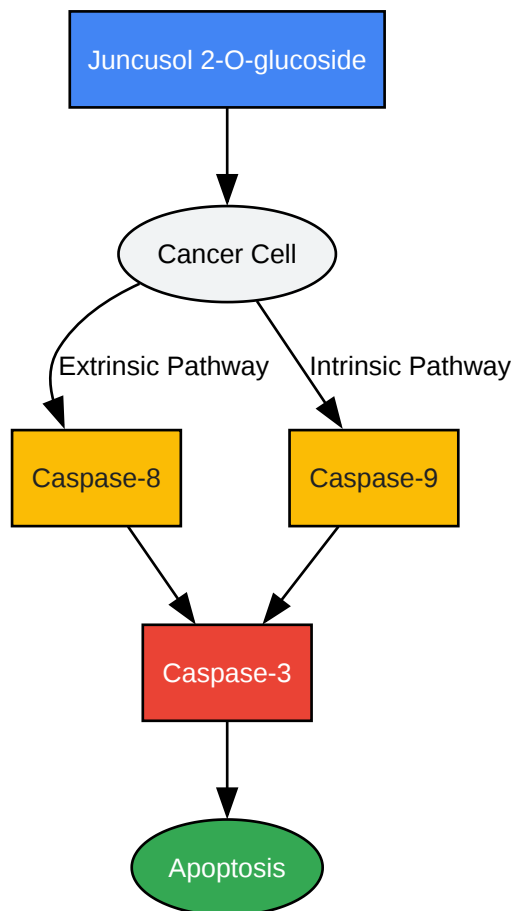 Juncusol 2-O-glucoside
Cancer Cell
Extrinsic Pathway
Intrinsic Pathway
Caspase-8
Caspase-9
Caspase-3
Apoptosis